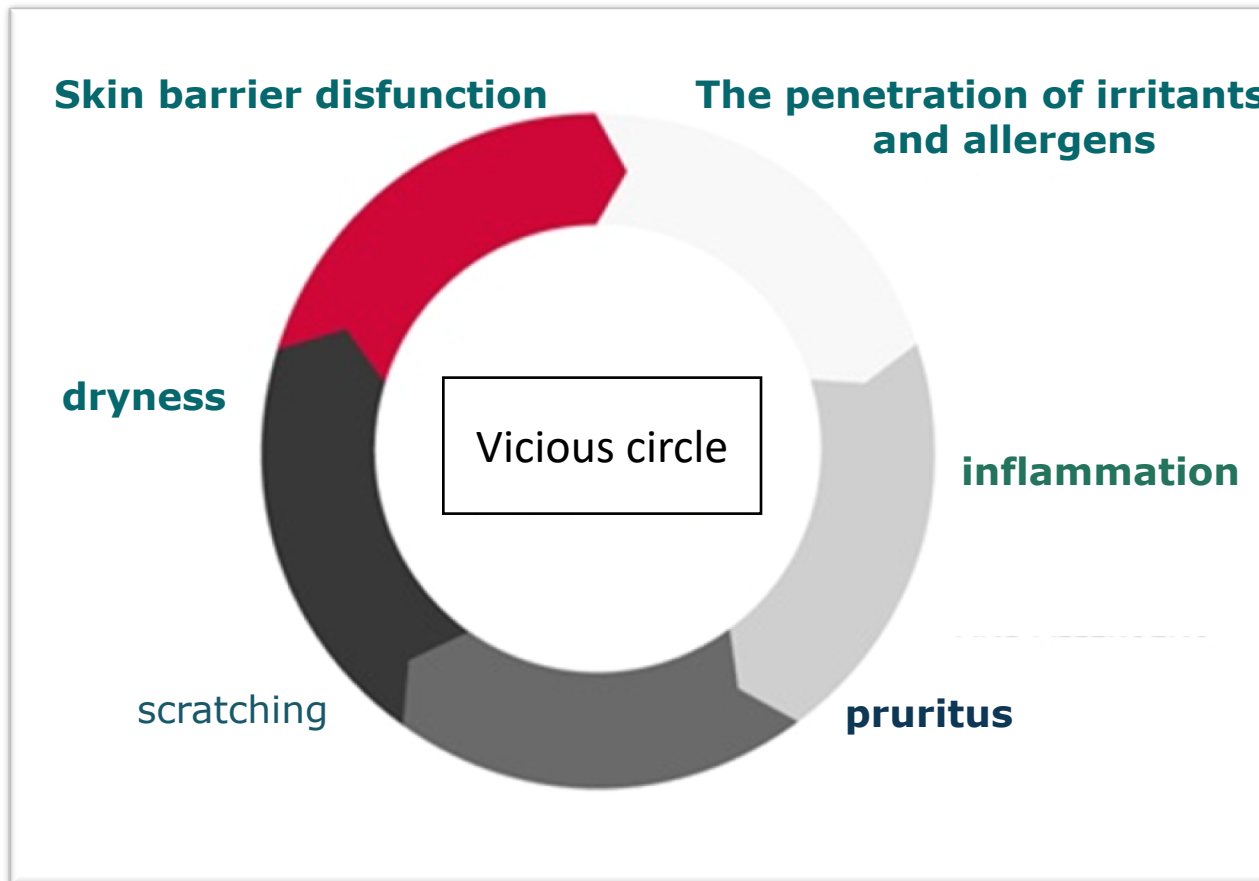 Skin barrier disfunction
The penetration of irritants
and allergens
dryness
Vicious circle
inflammation
scratching
pruritus